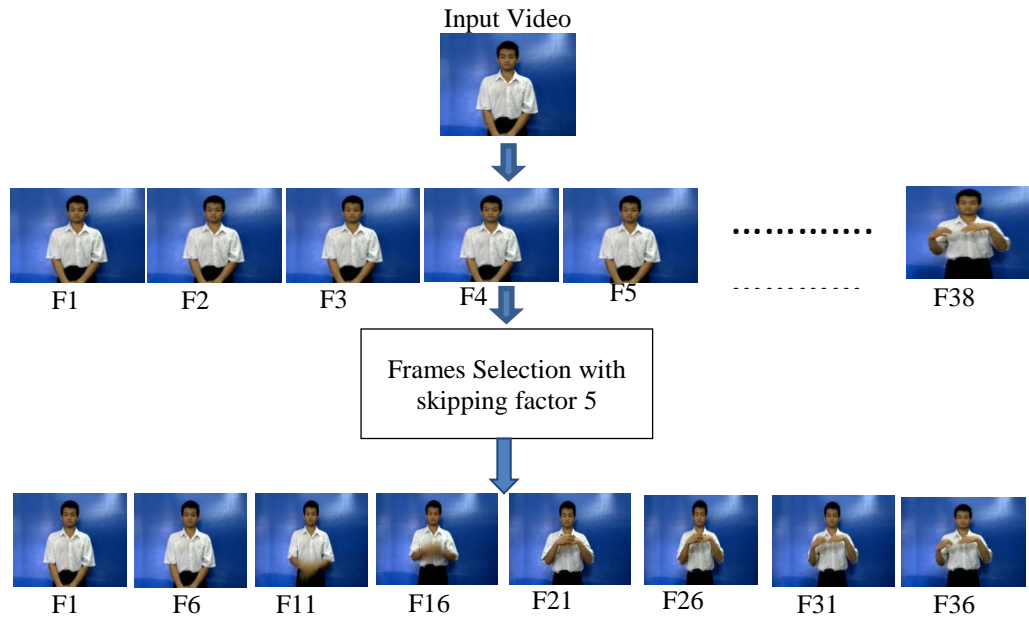 Input Video
F1 F2 F3 F4 F5 F38
Frames Selection with
skipping factor 5
F1 F6 F11 F16 F21 F26 F31 F36